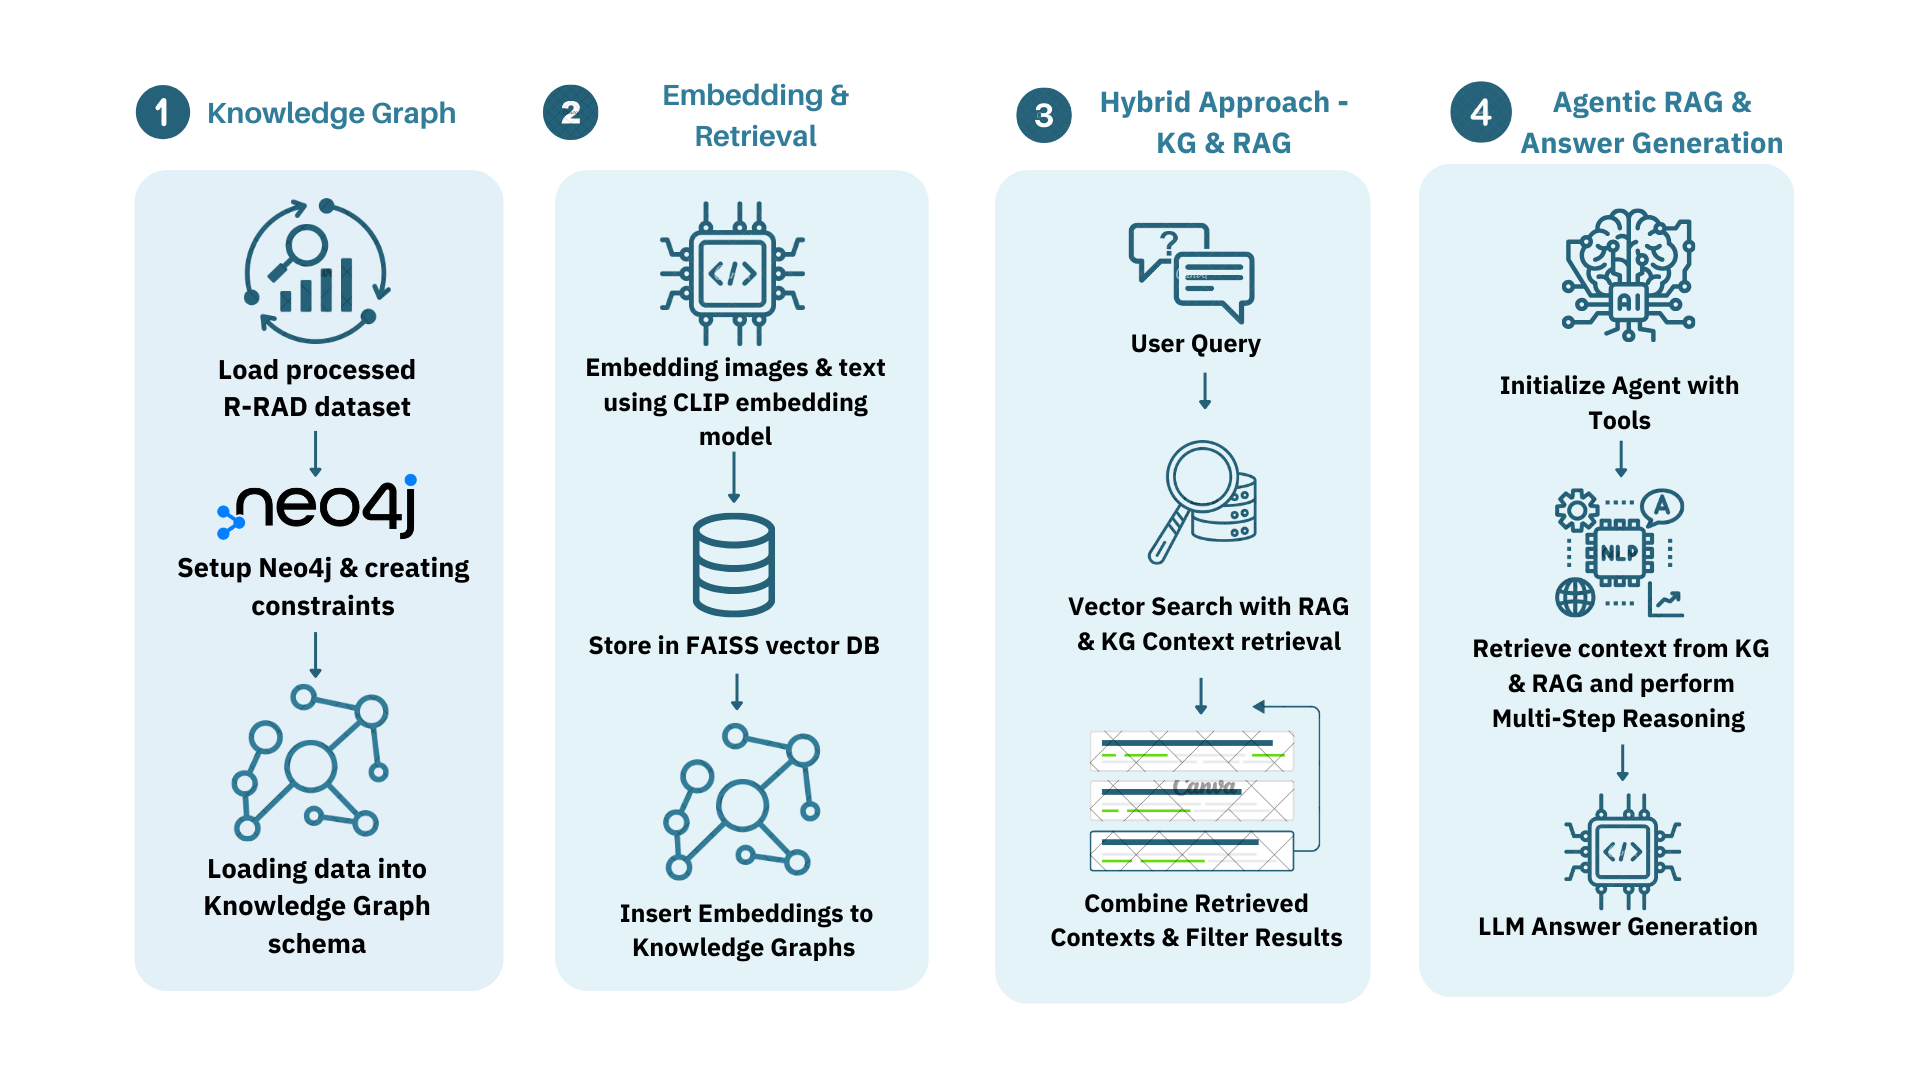 1
Knowledge Graph
Load processed
R-RAD dataset
neo4j
Setup Neo4j & creating
constraints
Loading data into
Knowledge Graph
schema
2
Embedding &
Retrieval
</>
Embedding images & text
using CLIP embedding
model
Store in FAISS vector DB
Insert Embeddings to
Knowledge Graphs
3
Hybrid Approach -
KG & RAG
?
User Query
Vector Search with RAG
& KG Context retrieval
Canva
Combine Retrieved
Contexts & Filter Results
4
Agentic RAG &
Answer Generation
AI
Initialize Agent with
Tools
A
NLP
Retrieve context from KG
& RAG and perform
Multi-Step Reasoning
</>
LLM Answer Generation